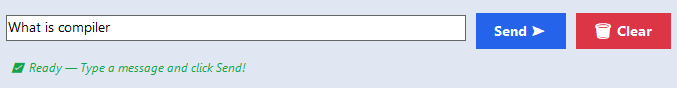 What is compiler
Send ➤ 🗑 Clear
☑ Ready — Type a message and click Send!